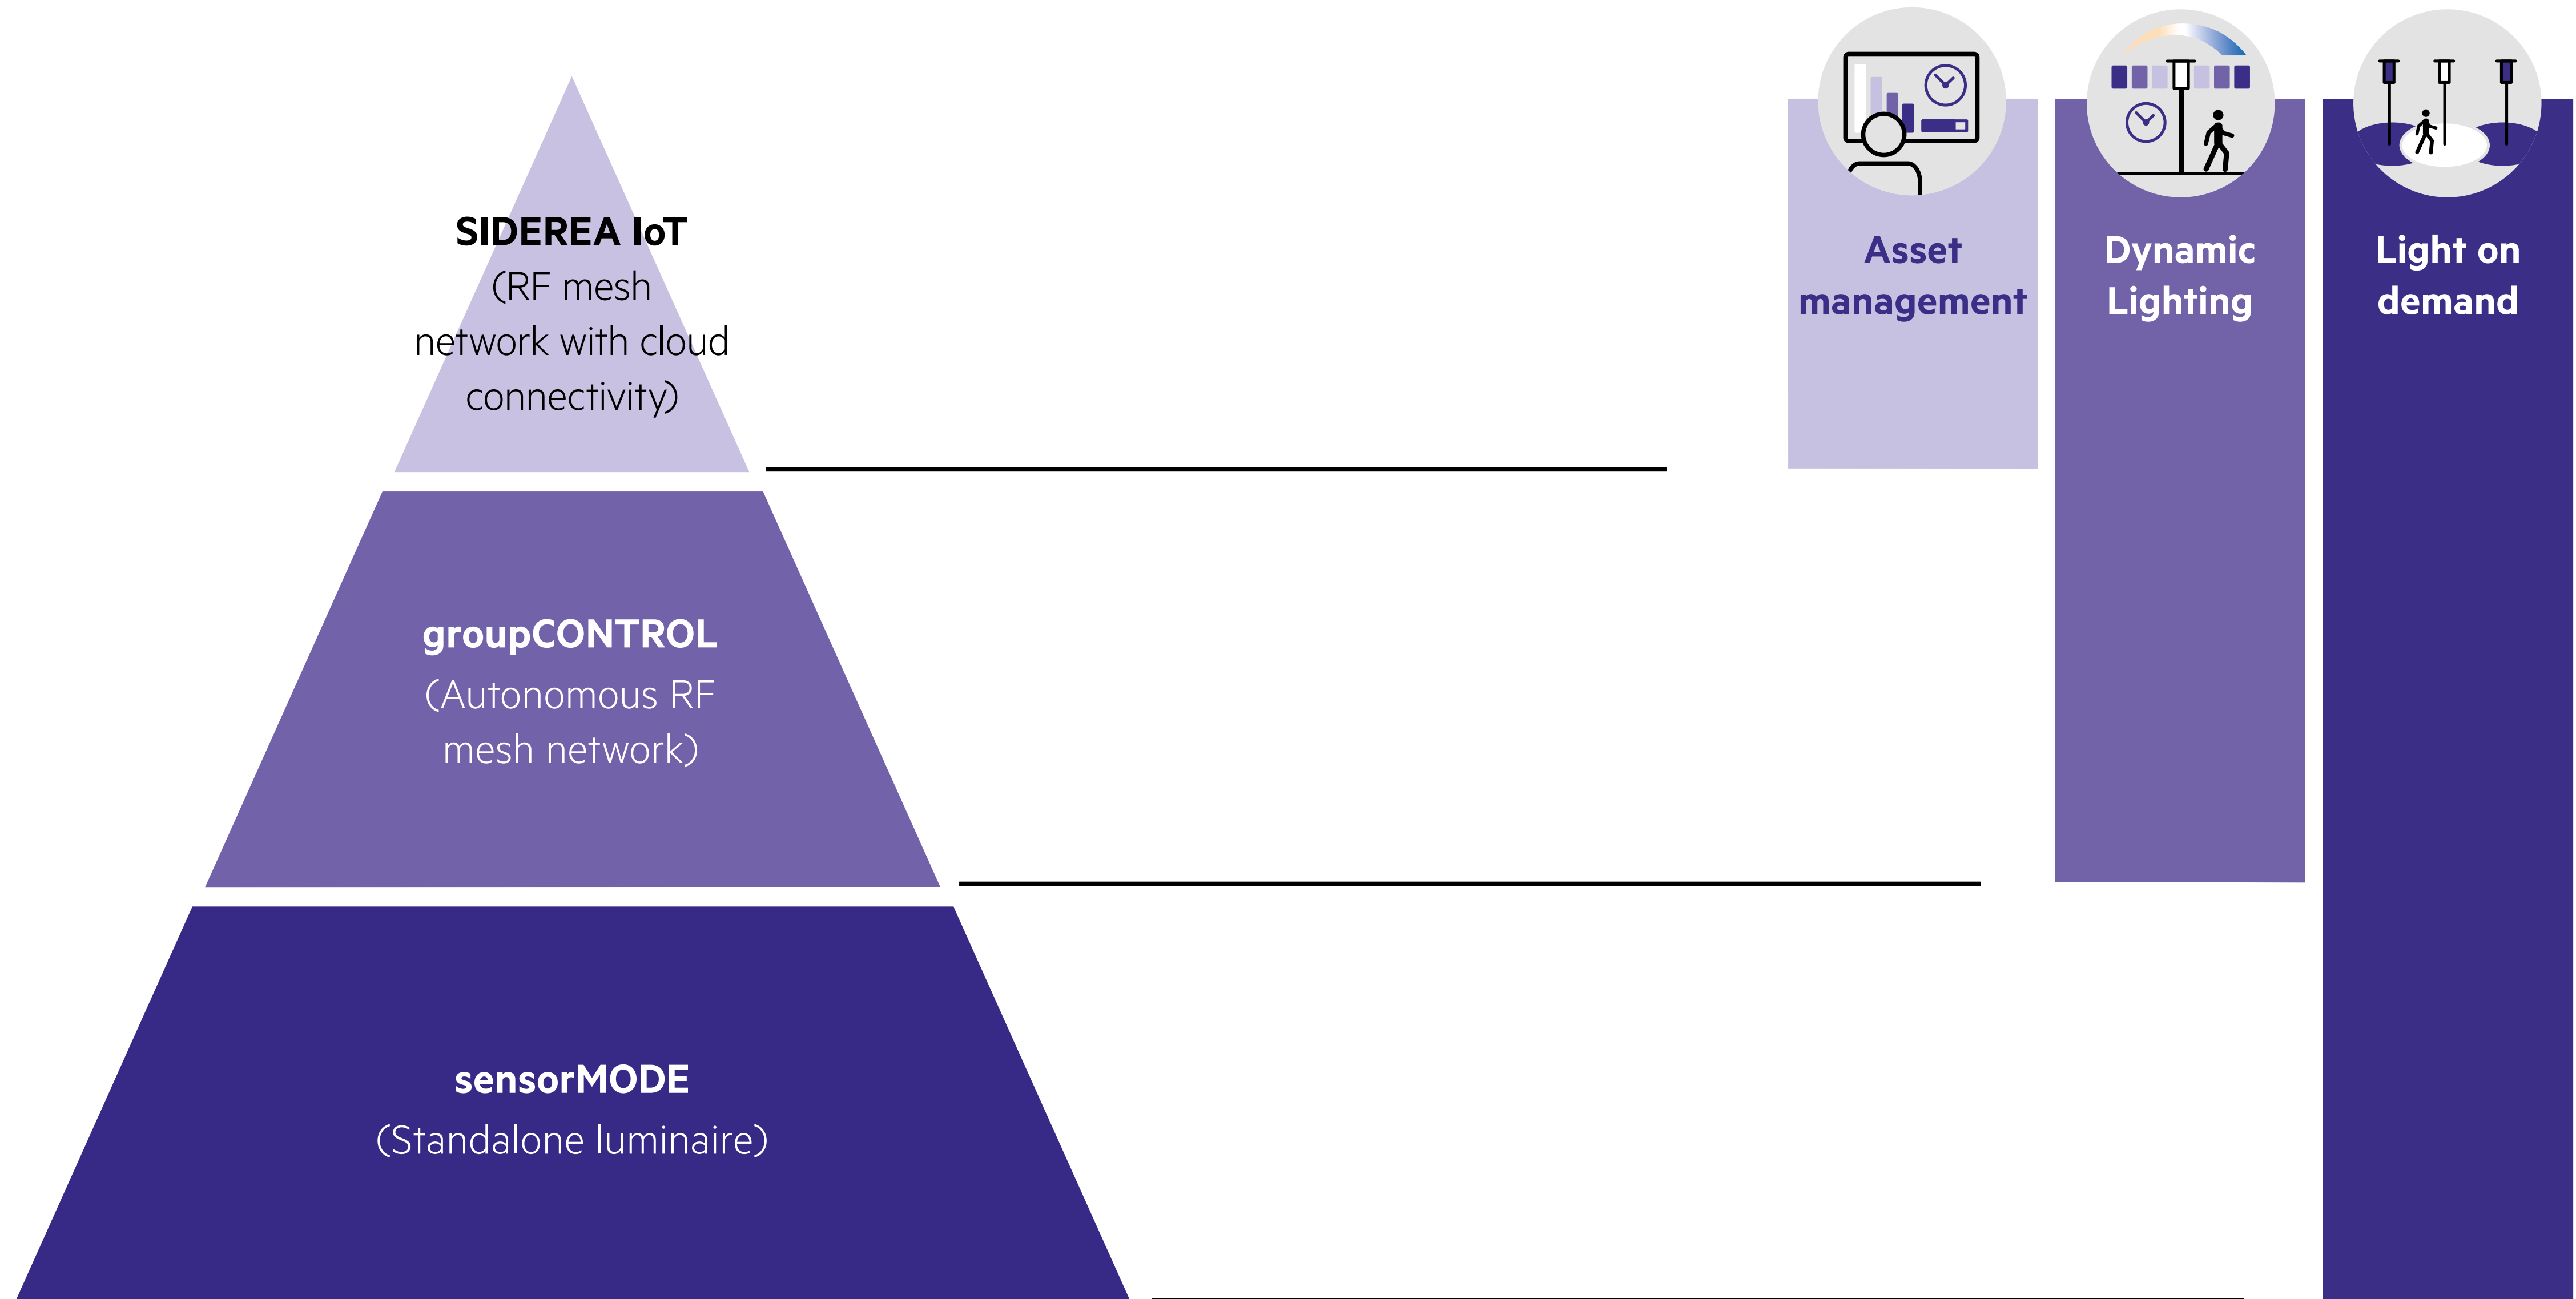 SIDEREA IoT
(RF mesh
network with cloud
connectivity)
groupCONTROL
(Autonomous RF
mesh network)
sensorMODE
(Standalone luminaire)
Asset
management
Dynamic
Lighting
Light on
demand